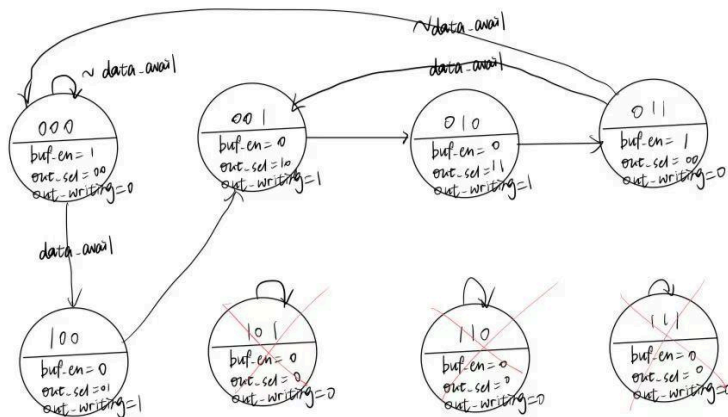 ~data_avail
~ data_avail
data_avail
000
buf_en = 1
out_sel = 00
out_writing = 0
001
buf_en = 0
out_sel = 10
out_writing = 1
010
buf_en = 0
out_sel = 11
out_writing = 1
011
buf_en = 1
out_sel = 00
out_writing = 0
data_avail
100
buf_en = 0
out_sel = 01
out_writing = 1
101
buf_en = 0
out_sel = 0
out_writing = 0
110
buf_en = 0
out_sel = 0
out_writing = 0
111
buf_en = 0
out_sel = 0
out_writing = 0